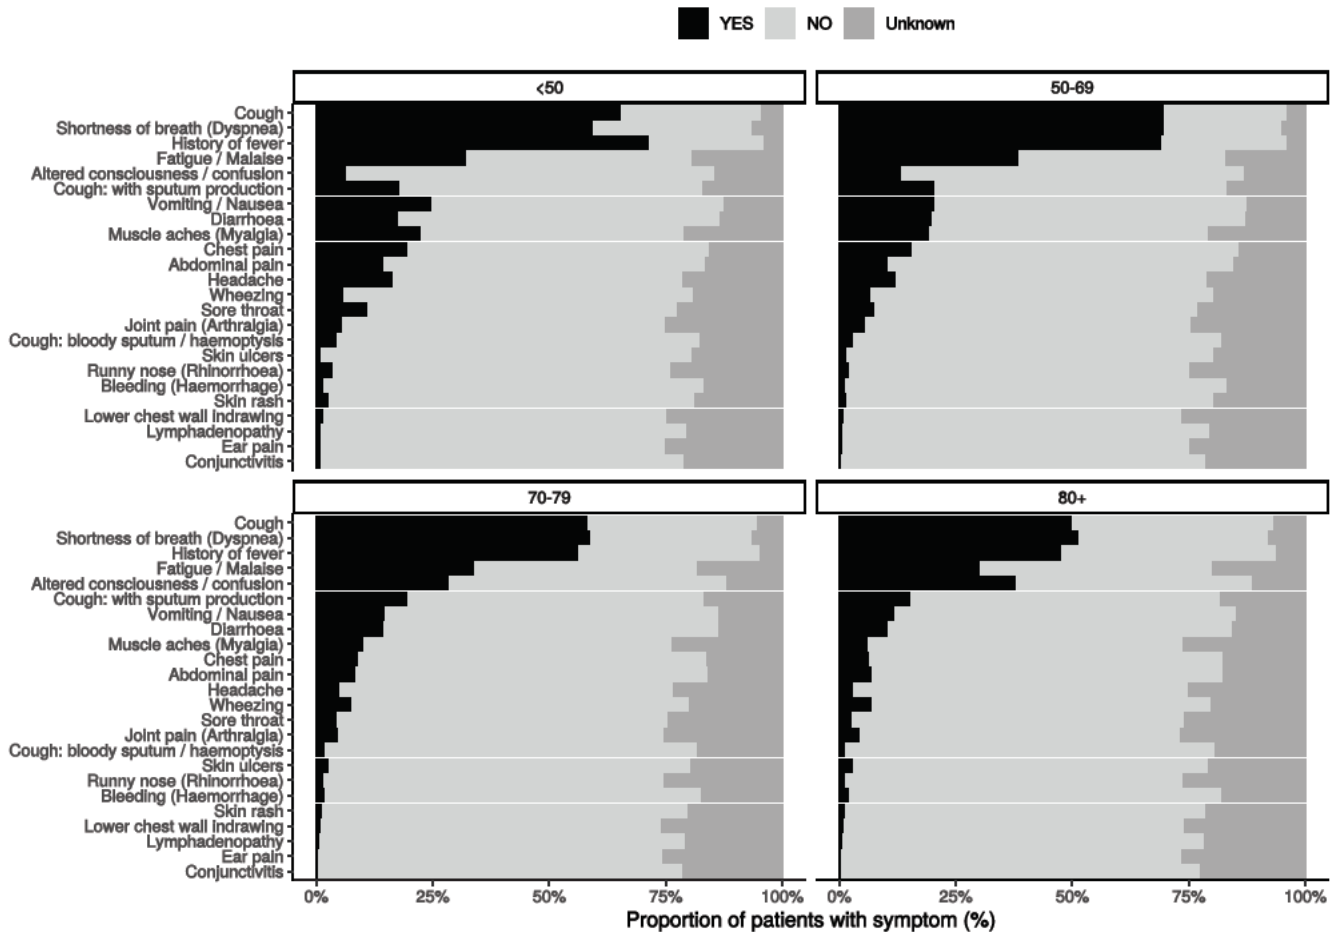 YES NO Unknown
<50 50-69
Cough
Shortness of breath (Dyspnea)
History of fever
Fatigue / Malaise
Altered consciousness / confusion
Cough: with sputum production
Vomiting / Nausea
Diarrhoea
Muscle aches (Myalgia)
Chest pain
Abdominal pain
Headache
Wheezing
Sore throat
Joint pain (Arthralgia)
Cough: bloody sputum / haemoptysis
Skin ulcers
Runny nose (Rhinorrhoea)
Bleeding (Haemorrhage)
Skin rash
Lower chest wall indrawing
Lymphadenopathy
Ear pain
Conjunctivitis
70-79 80+
Cough
Shortness of breath (Dyspnea)
History of fever
Fatigue / Malaise
Altered consciousness / confusion
Cough: with sputum production
Vomiting / Nausea
Diarrhoea
Muscle aches (Myalgia)
Chest pain
Abdominal pain
Headache
Wheezing
Sore throat
Joint pain (Arthralgia)
Cough: bloody sputum / haemoptysis
Skin ulcers
Runny nose (Rhinorrhoea)
Bleeding (Haemorrhage)
Skin rash
Lower chest wall indrawing
Lymphadenopathy
Ear pain
Conjunctivitis
0% 25% 50% 75% 100% 0% 25% 50% 75% 100%
Proportion of patients with symptom (%)